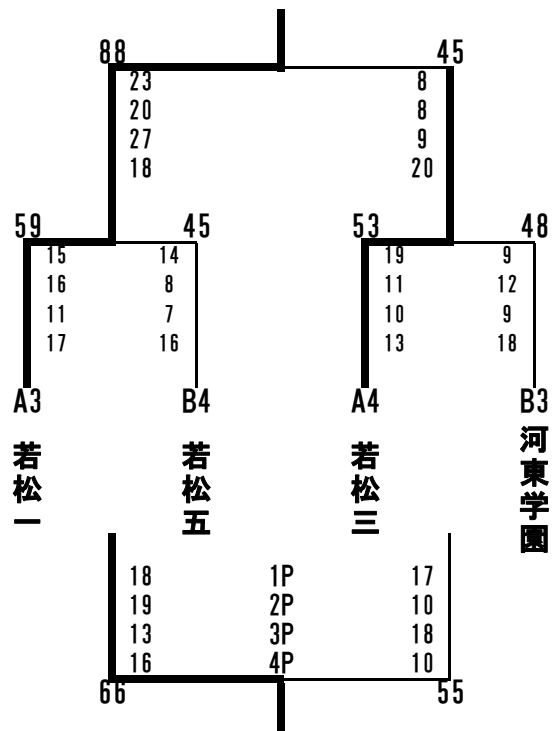 88 45
23 8
20 8
27 9
18 20
59 45 53 48
15 14 19 9
16 8 11 12
11 7 10 9
17 16 13 18
A3 B4 A4 B3
若松一
若松五
若松三
河東学園
18 1P 17
19 2P 10
13 3P 18
16 4P 10
66 55